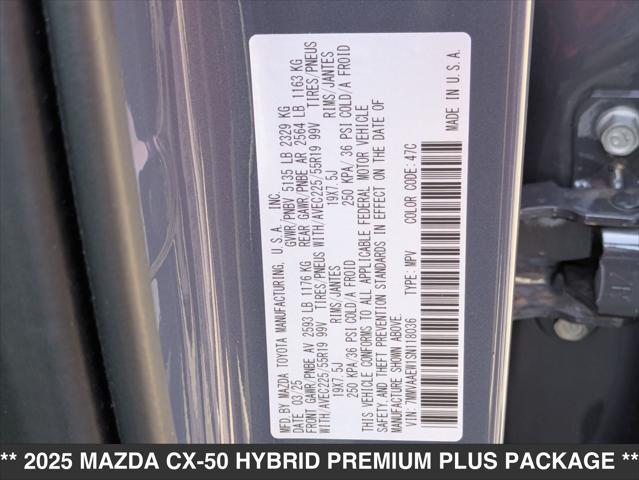 MFD. BY MAZDA TOYOTA MANUFACTURING, U.S.A., INC.
DATE: 03/25 GVWR/PNBV 5135 LB 2329 KG
FRONT GAWR/PNBE AV 2593 LB 1176 KG REAR GAWR/PNBE AR 2564 LB 1163 KG
WITH/AVEC225/55R19 99V TIRES/PNEUS WITH/AVEC225/55R19 99V TIRES/PNEUS
19X7.5J RIMS/JANTES 19X7.5J RIMS/JANTES
250 KPA/36 PSI COLD/A FROID 250 KPA/36 PSI COLD/A FROID
THIS VEHICLE CONFORMS TO ALL APPLICABLE FEDERAL MOTOR VEHICLE
SAFETY AND THEFT PREVENTION STANDARDS IN EFFECT ON THE DATE OF
MANUFACTURE SHOWN ABOVE.
VIN: 7MMVAAEW1SN118036 TYPE: MPV COLOR CODE: 47C
MADE IN U.S.A.
** 2025 MAZDA CX-50 HYBRID PREMIUM PLUS PACKAGE **